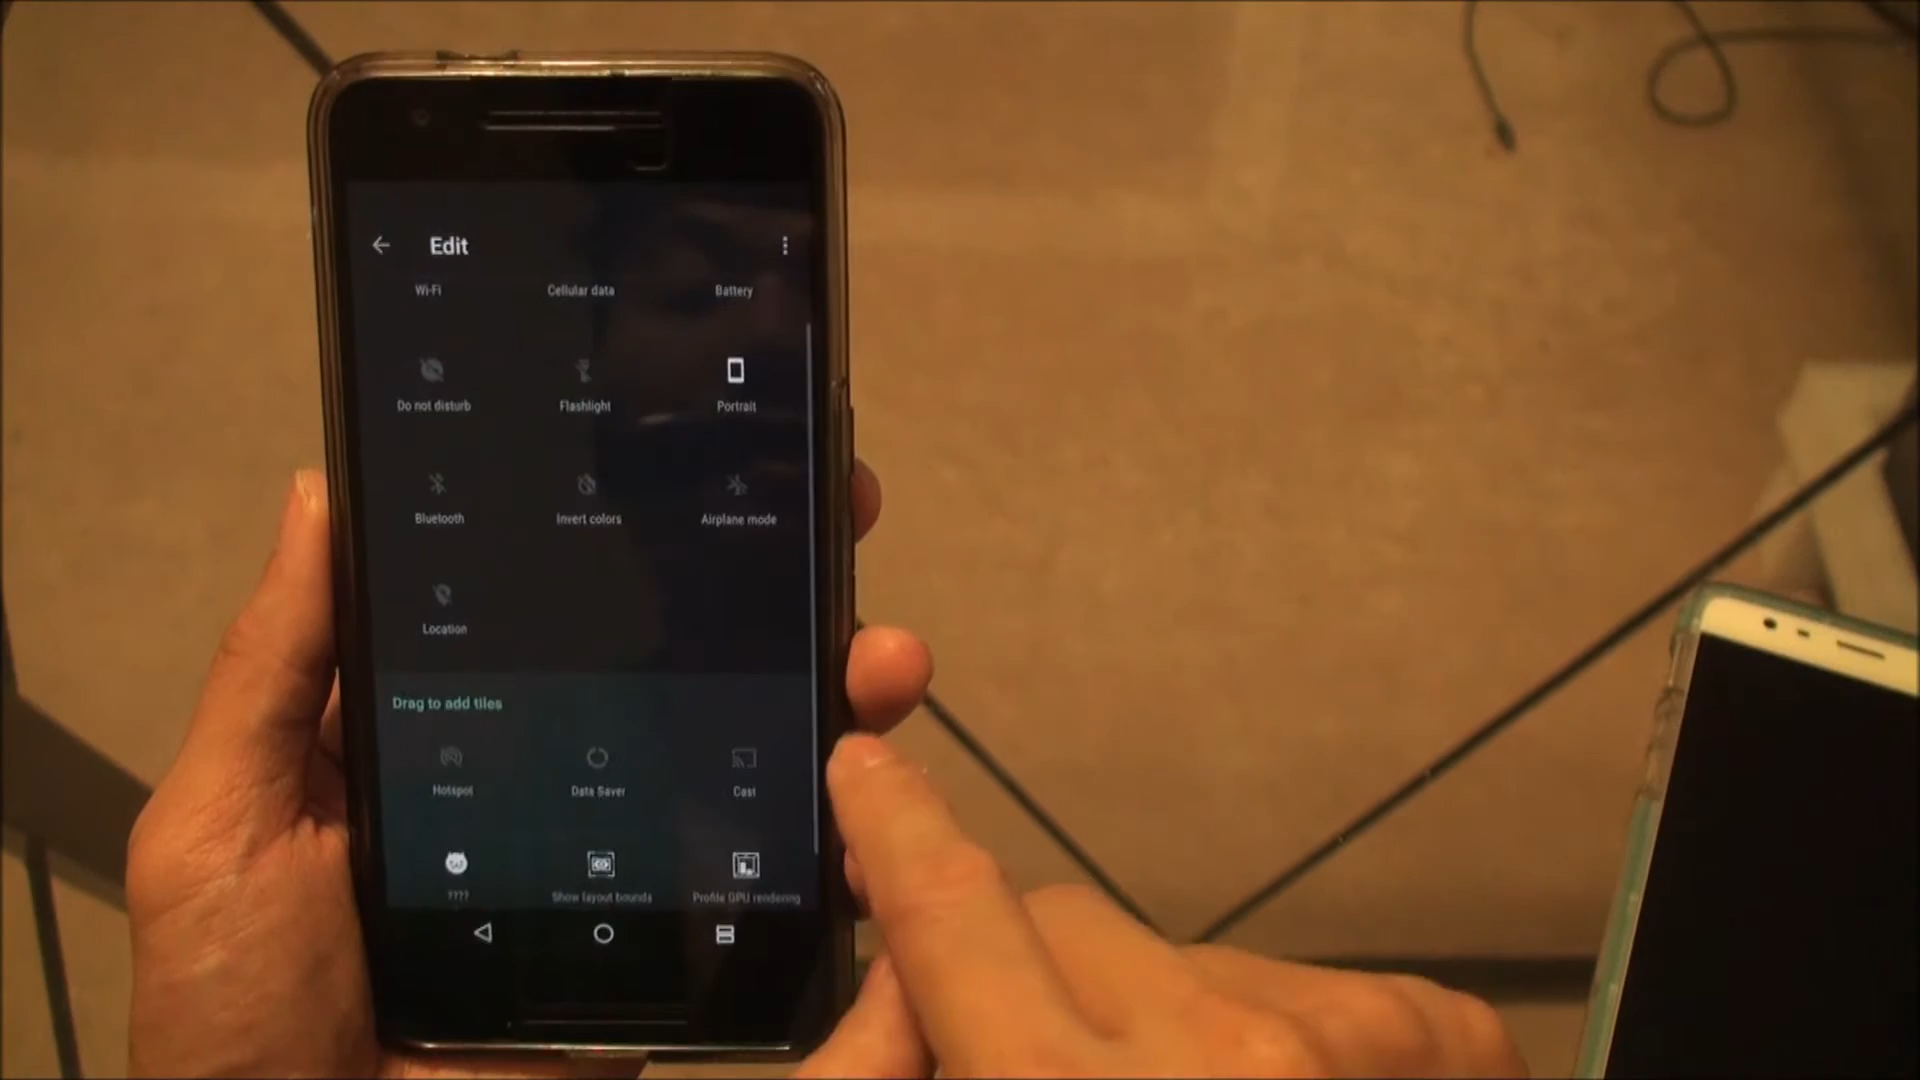 Edit
Wi-Fi Cellular data Battery
Do not disturb Flashlight Portrait
Bluetooth Invert colors Airplane mode
Location
Drag to add tiles
Hotspot Data Saver Cast
???? Show layout bounds Profile GPU rendering